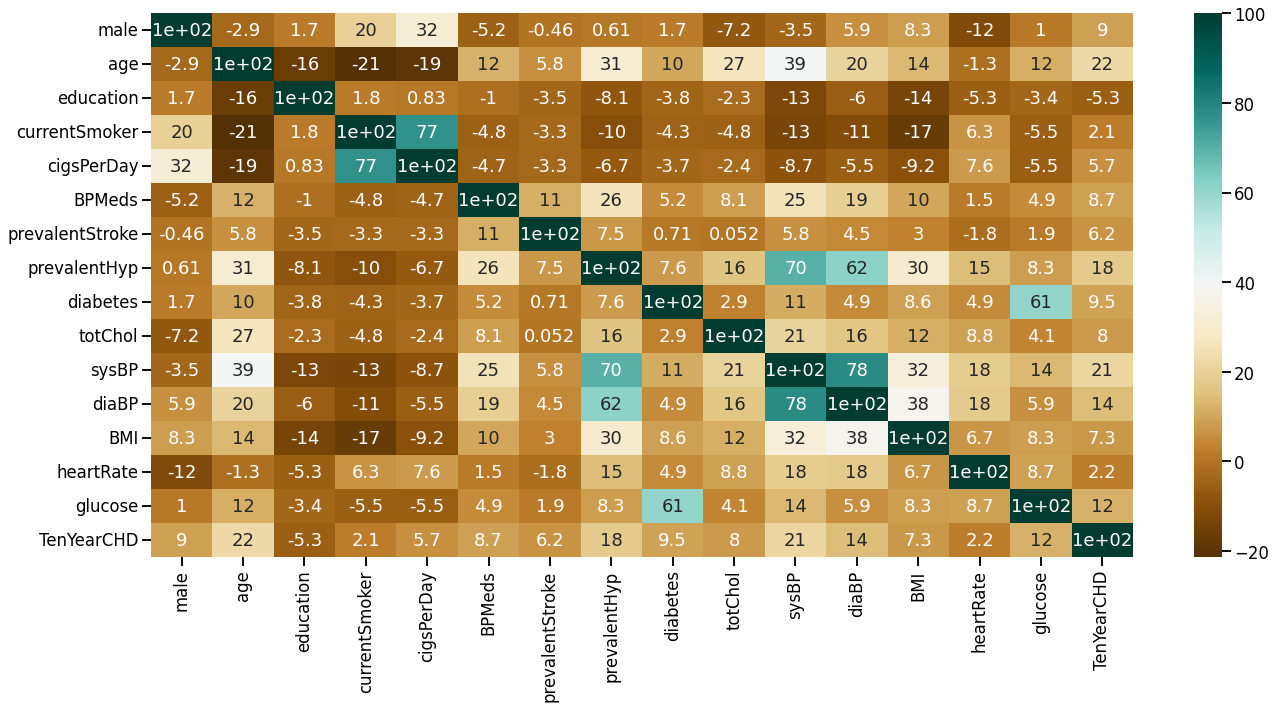 male 1e+02 -2.9 1.7 20 32 -5.2 -0.46 0.61 1.7 -7.2 -3.5 5.9 8.3 -12 1 9 100
age -2.9 1e+02 -16 -21 -19 12 5.8 31 10 27 39 20 14 -1.3 12 22
education 1.7 -16 1e+02 1.8 0.83 -1 -3.5 -8.1 -3.8 -2.3 -13 -6 -14 -5.3 -3.4 -5.3 80
currentSmoker 20 -21 1.8 1e+02 77 -4.8 -3.3 -10 -4.3 -4.8 -13 -11 -17 6.3 -5.5 2.1
cigsPerDay 32 -19 0.83 77 1e+02 -4.7 -3.3 -6.7 -3.7 -2.4 -8.7 -5.5 -9.2 7.6 -5.5 5.7
BPMeds -5.2 12 -1 -4.8 -4.7 1e+02 11 26 5.2 8.1 25 19 10 1.5 4.9 8.7 60
prevalentStroke -0.46 5.8 -3.5 -3.3 -3.3 11 1e+02 7.5 0.71 0.052 5.8 4.5 3 -1.8 1.9 6.2
prevalentHyp 0.61 31 -8.1 -10 -6.7 26 7.5 1e+02 7.6 16 70 62 30 15 8.3 18 40
diabetes 1.7 10 -3.8 -4.3 -3.7 5.2 0.71 7.6 1e+02 2.9 11 4.9 8.6 4.9 61 9.5
totChol -7.2 27 -2.3 -4.8 -2.4 8.1 0.052 16 2.9 1e+02 21 16 12 8.8 4.1 8
sysBP -3.5 39 -13 -13 -8.7 25 5.8 70 11 21 1e+02 78 32 18 14 21 20
diaBP 5.9 20 -6 -11 -5.5 19 4.5 62 4.9 16 78 1e+02 38 18 5.9 14
BMI 8.3 14 -14 -17 -9.2 10 3 30 8.6 12 32 38 1e+02 6.7 8.3 7.3
heartRate -12 -1.3 -5.3 6.3 7.6 1.5 -1.8 15 4.9 8.8 18 18 6.7 1e+02 8.7 2.2 0
glucose 1 12 -3.4 -5.5 -5.5 4.9 1.9 8.3 61 4.1 14 5.9 8.3 8.7 1e+02 12
TenYearCHD 9 22 -5.3 2.1 5.7 8.7 6.2 18 9.5 8 21 14 7.3 2.2 12 1e+02 −20
male age education currentSmoker cigsPerDay BPMeds prevalentStroke prevalentHyp diabetes totChol sysBP diaBP BMI heartRate glucose TenYearCHD